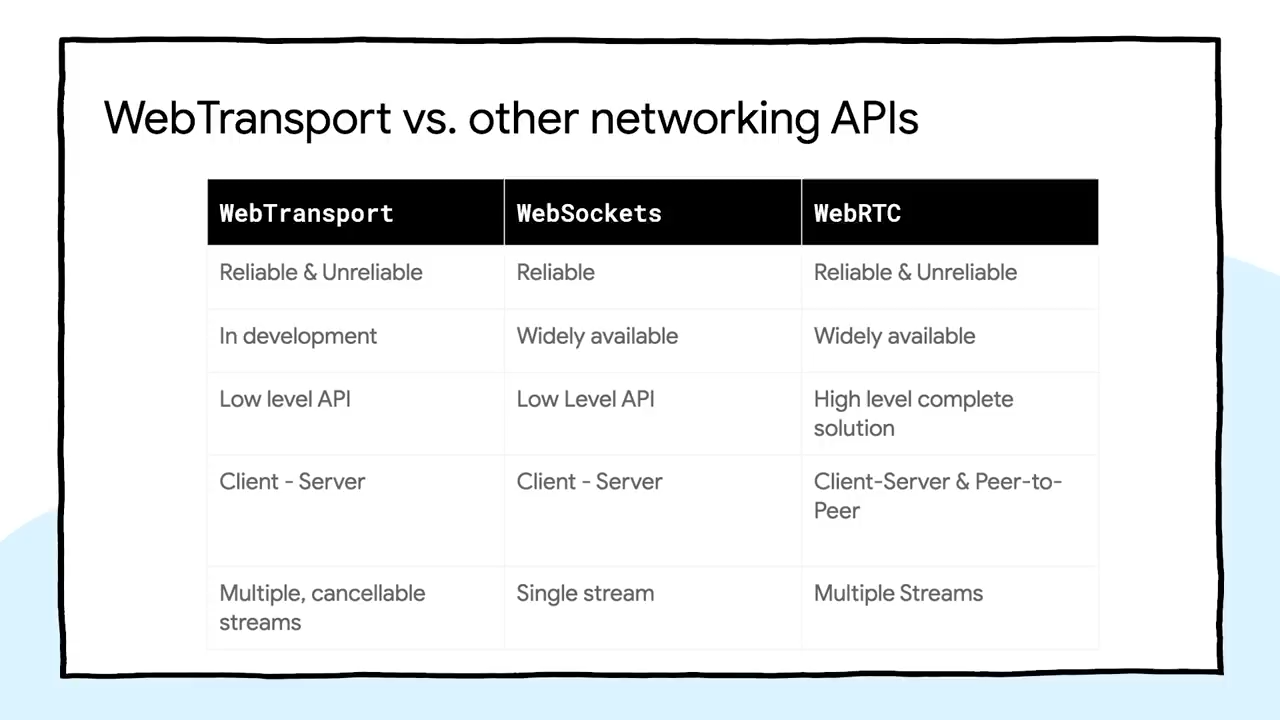 WebTransport vs. other networking APIs
WebTransport
WebSockets
WebRTC
Reliable & Unreliable
Reliable
Reliable & Unreliable
In development
Widely available
Widely available
Low level API
Low Level API
High level complete
solution
Client - Server
Client - Server
Client-Server & Peer-to-
Peer
Multiple, cancellable
streams
Single stream
Multiple Streams